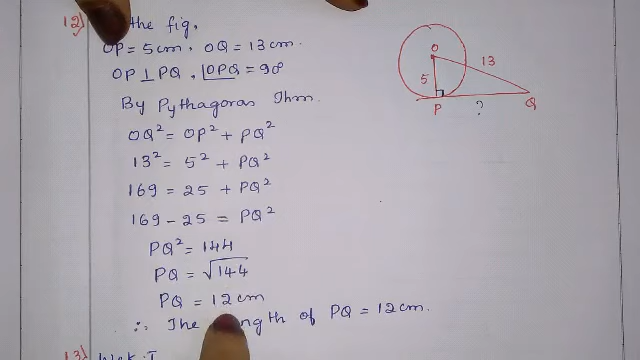 12) the fig,
OP = 5cm, OQ = 13cm.
OP ⊥ PQ, ∠OPQ = 90°
By Pythagoras Thm.
OQ² = OP² + PQ²
13² = 5² + PQ²
169 = 25 + PQ²
169 - 25 = PQ²
PQ² = 144
PQ = √144
PQ = 12cm
∴ The length of PQ = 12cm.
13)
O
13
5
P
?
Q